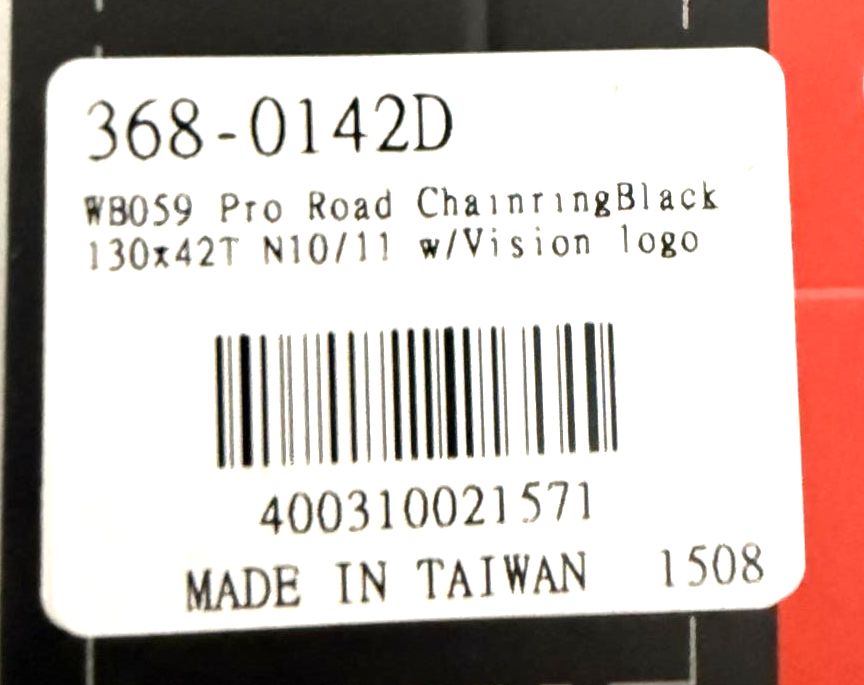 368-0142D
WB059 Pro Road ChainringBlack
130x42T N10/11 w/Vision logo
400310021571
MADE IN TAIWAN 1508